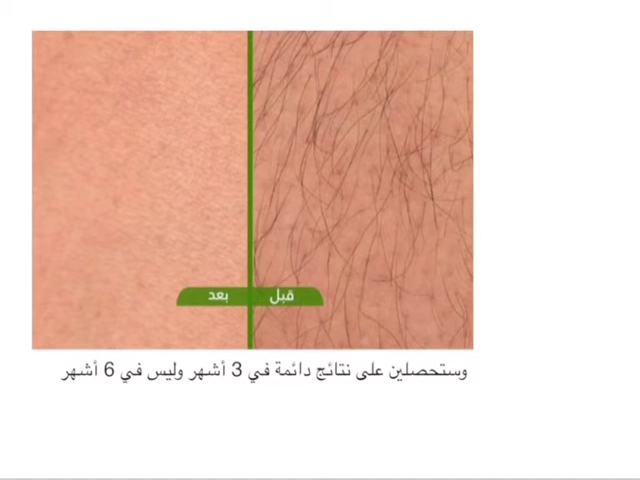 قبل
بعد
وستحصلين على نتائج دائمة في 3 أشهر وليس في 6 أشهر